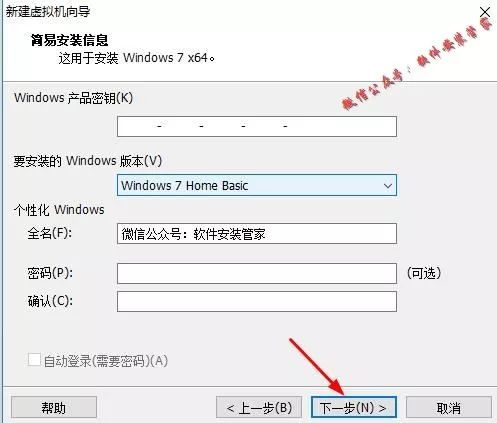 新建虚拟机向导
简易安装信息
这用于安装 Windows 7 x64。
微信公众号：软件安装管家
Windows 产品密钥(K)
- - - -
要安装的 Windows 版本(V)
Windows 7 Home Basic
个性化 Windows
全名(F):
微信公众号：软件安装管家
密码(P):
(可选)
确认(C):
自动登录(需要密码)(A)
帮助
< 上一步(B)
下一步(N) >
取消